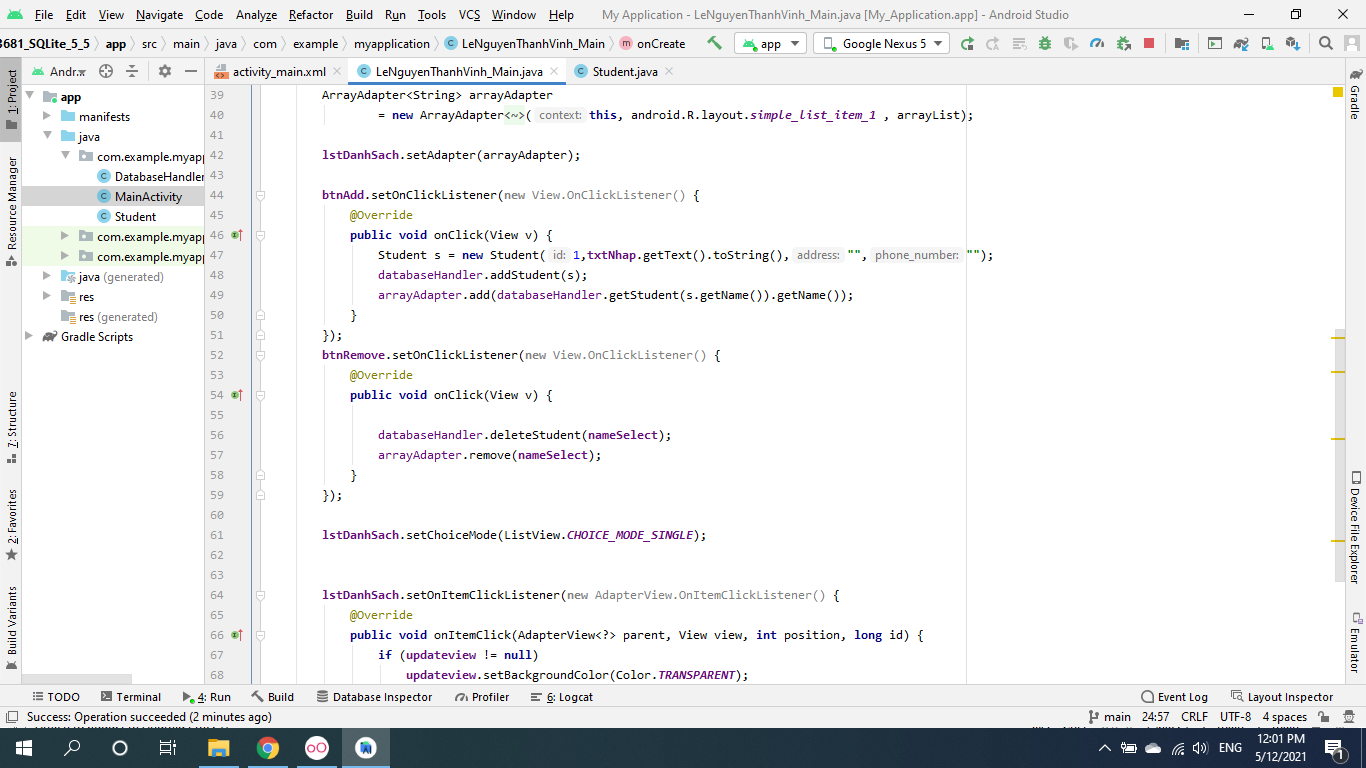 File Edit View Navigate Code Analyze Refactor Build Run Tools VCS Window Help My Application - LeNguyenThanhVinh_Main.java [My_Application.app] - Android Studio
3681_SQLite_5_5 app src main java com example myapplication LeNguyenThanhVinh_Main onCreate app Google Nexus 5
Andr... activity_main.xml LeNguyenThanhVinh_Main.java Student.java
1: Project
Resource Manager
7: Structure
2: Favorites
Build Variants
app
manifests
java
com.example.myapp
DatabaseHandler
MainActivity
Student
com.example.myapp
com.example.myapp
java (generated)
res
res (generated)
Gradle Scripts
39 ArrayAdapter<String> arrayAdapter
40 = new ArrayAdapter<~>( context: this, android.R.layout.simple_list_item_1 , arrayList);
41
42 lstDanhSach.setAdapter(arrayAdapter);
43
44 btnAdd.setOnClickListener(new View.OnClickListener() {
45 @Override
46 public void onClick(View v) {
47 Student s = new Student( id: 1,txtNhap.getText().toString(), address: "", phone_number: "");
48 databaseHandler.addStudent(s);
49 arrayAdapter.add(databaseHandler.getStudent(s.getName()).getName());
50 }
51 });
52 btnRemove.setOnClickListener(new View.OnClickListener() {
53 @Override
54 public void onClick(View v) {
55
56 databaseHandler.deleteStudent(nameSelect);
57 arrayAdapter.remove(nameSelect);
58 }
59 });
60
61 lstDanhSach.setChoiceMode(ListView.CHOICE_MODE_SINGLE);
62
63
64 lstDanhSach.setOnItemClickListener(new AdapterView.OnItemClickListener() {
65 @Override
66 public void onItemClick(AdapterView<?> parent, View view, int position, long id) {
67 if (updateview != null)
68 updateview.setBackgroundColor(Color.TRANSPARENT);
Gradle
Device File Explorer
Emulator
TODO Terminal 4: Run Build Database Inspector Profiler 6: Logcat Event Log Layout Inspector
Success: Operation succeeded (2 minutes ago) main 24:57 CRLF UTF-8 4 spaces
ENG 12:01 PM
5/12/2021
1